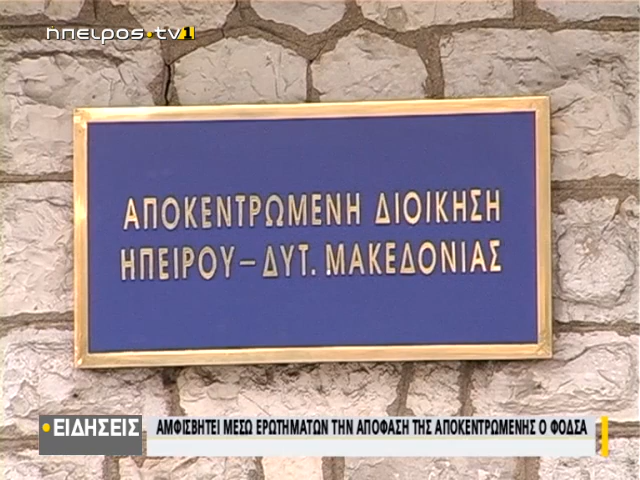 ηπειρος·tv1
ΑΠΟΚΕΝΤΡΩΜΕΝΗ ΔΙΟΙΚΗΣΗ
ΗΠΕΙΡΟΥ – ΔΥΤ. ΜΑΚΕΔΟΝΙΑΣ
• ΕΙΔΗΣΕΙΣ
ΑΜΦΙΣΒΗΤΕΙ ΜΕΣΩ ΕΡΩΤΗΜΑΤΩΝ ΤΗΝ ΑΠΟΦΑΣΗ ΤΗΣ ΑΠΟΚΕΝΤΡΩΜΕΝΗΣ Ο ΦΟΔΣΑ